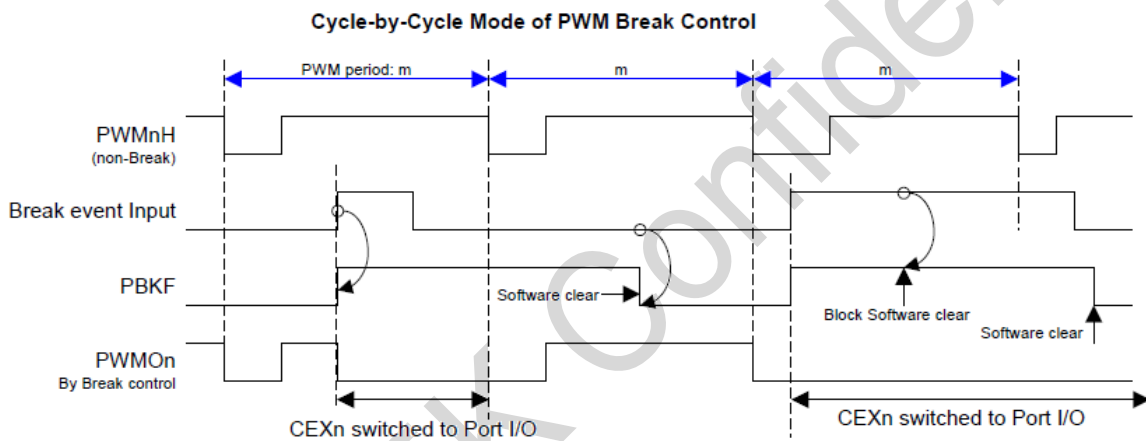 Cycle-by-Cycle Mode of PWM Break Control
PWM period: m
m
m
PWMnH
(non-Break)
Break event Input
PBKF
Software clear
Block Software clear
Software clear
PWMOn
By Break control
CEXn switched to Port I/O
CEXn switched to Port I/O